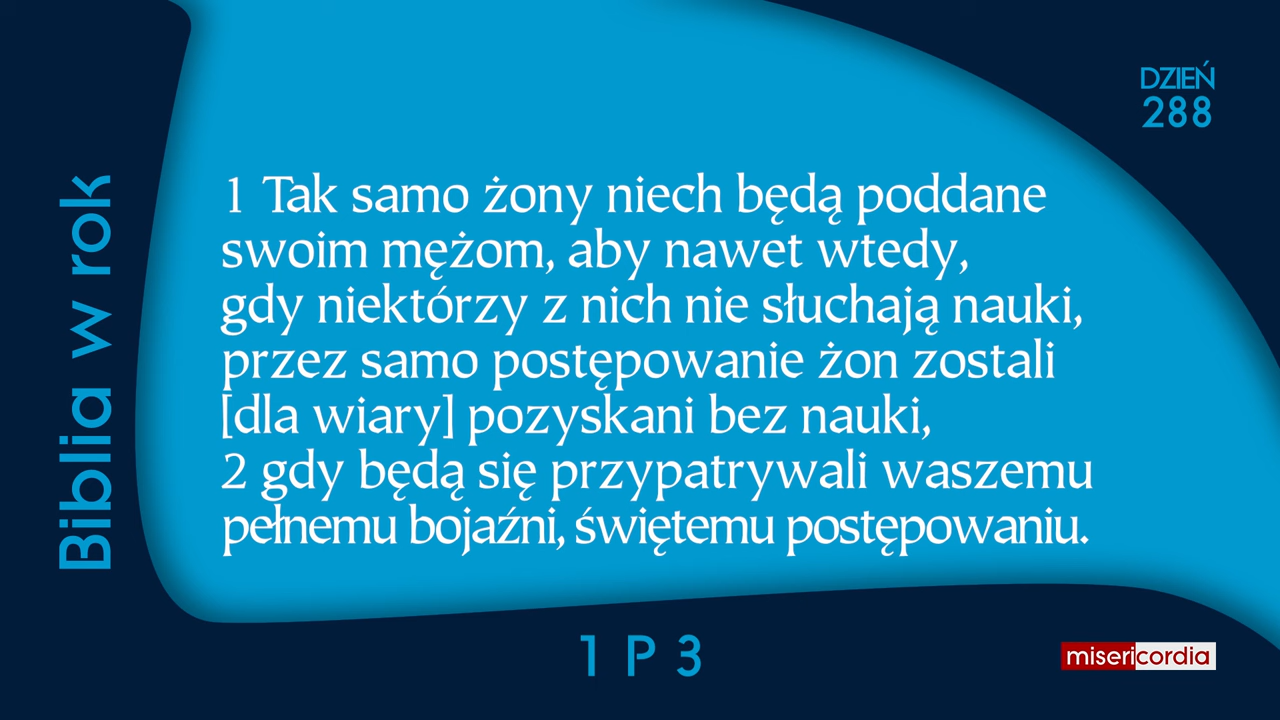 DZIEŃ
288
Biblia w rok
1 Tak samo żony niech będą poddane
swoim mężom, aby nawet wtedy,
gdy niektórzy z nich nie słuchają nauki,
przez samo postępowanie żon zostali
[dla wiary] pozyskani bez nauki,
2 gdy będą się przypatrywali waszemu
pełnemu bojaźni, świętemu postępowaniu.
1 P 3
misericordia